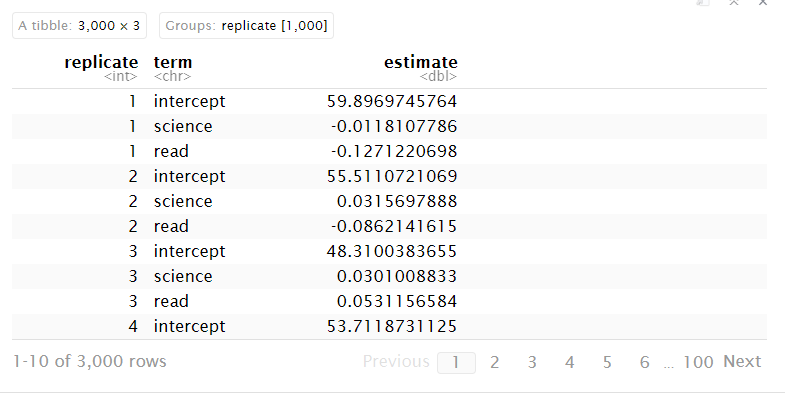 A tibble: 3,000 × 3 Groups: replicate [1,000]
replicate term estimate
<int> <chr> <dbl>
1 intercept 59.8969745764
1 science -0.0118107786
1 read -0.1271220698
2 intercept 55.5110721069
2 science 0.0315697888
2 read -0.0862141615
3 intercept 48.3100383655
3 science 0.0301008833
3 read 0.0531156584
4 intercept 53.7118731125
1-10 of 3,000 rows Previous 1 2 3 4 5 6 ... 100 Next